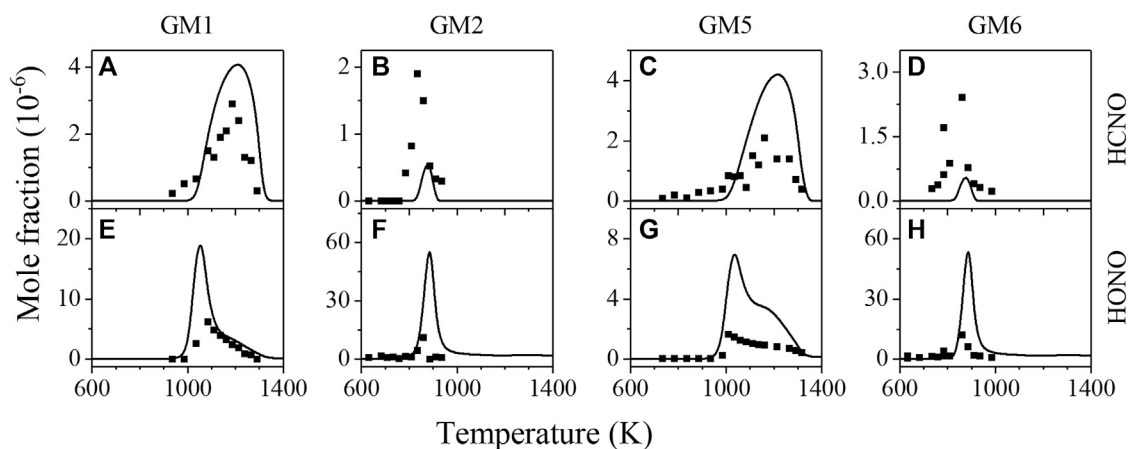 GM1 GM2 GM5 GM6
A B C D
4 2 4 3.0
2 1 2 1.5
0 0 0 0.0
E F G H
20 60 8 60
10 30 4 30
0 0 0 0
600 1000 1400 600 1000 1400 600 1000 1400 600 1000 1400
Mole fraction (10⁻⁶)
HCNO
HONO
Temperature (K)